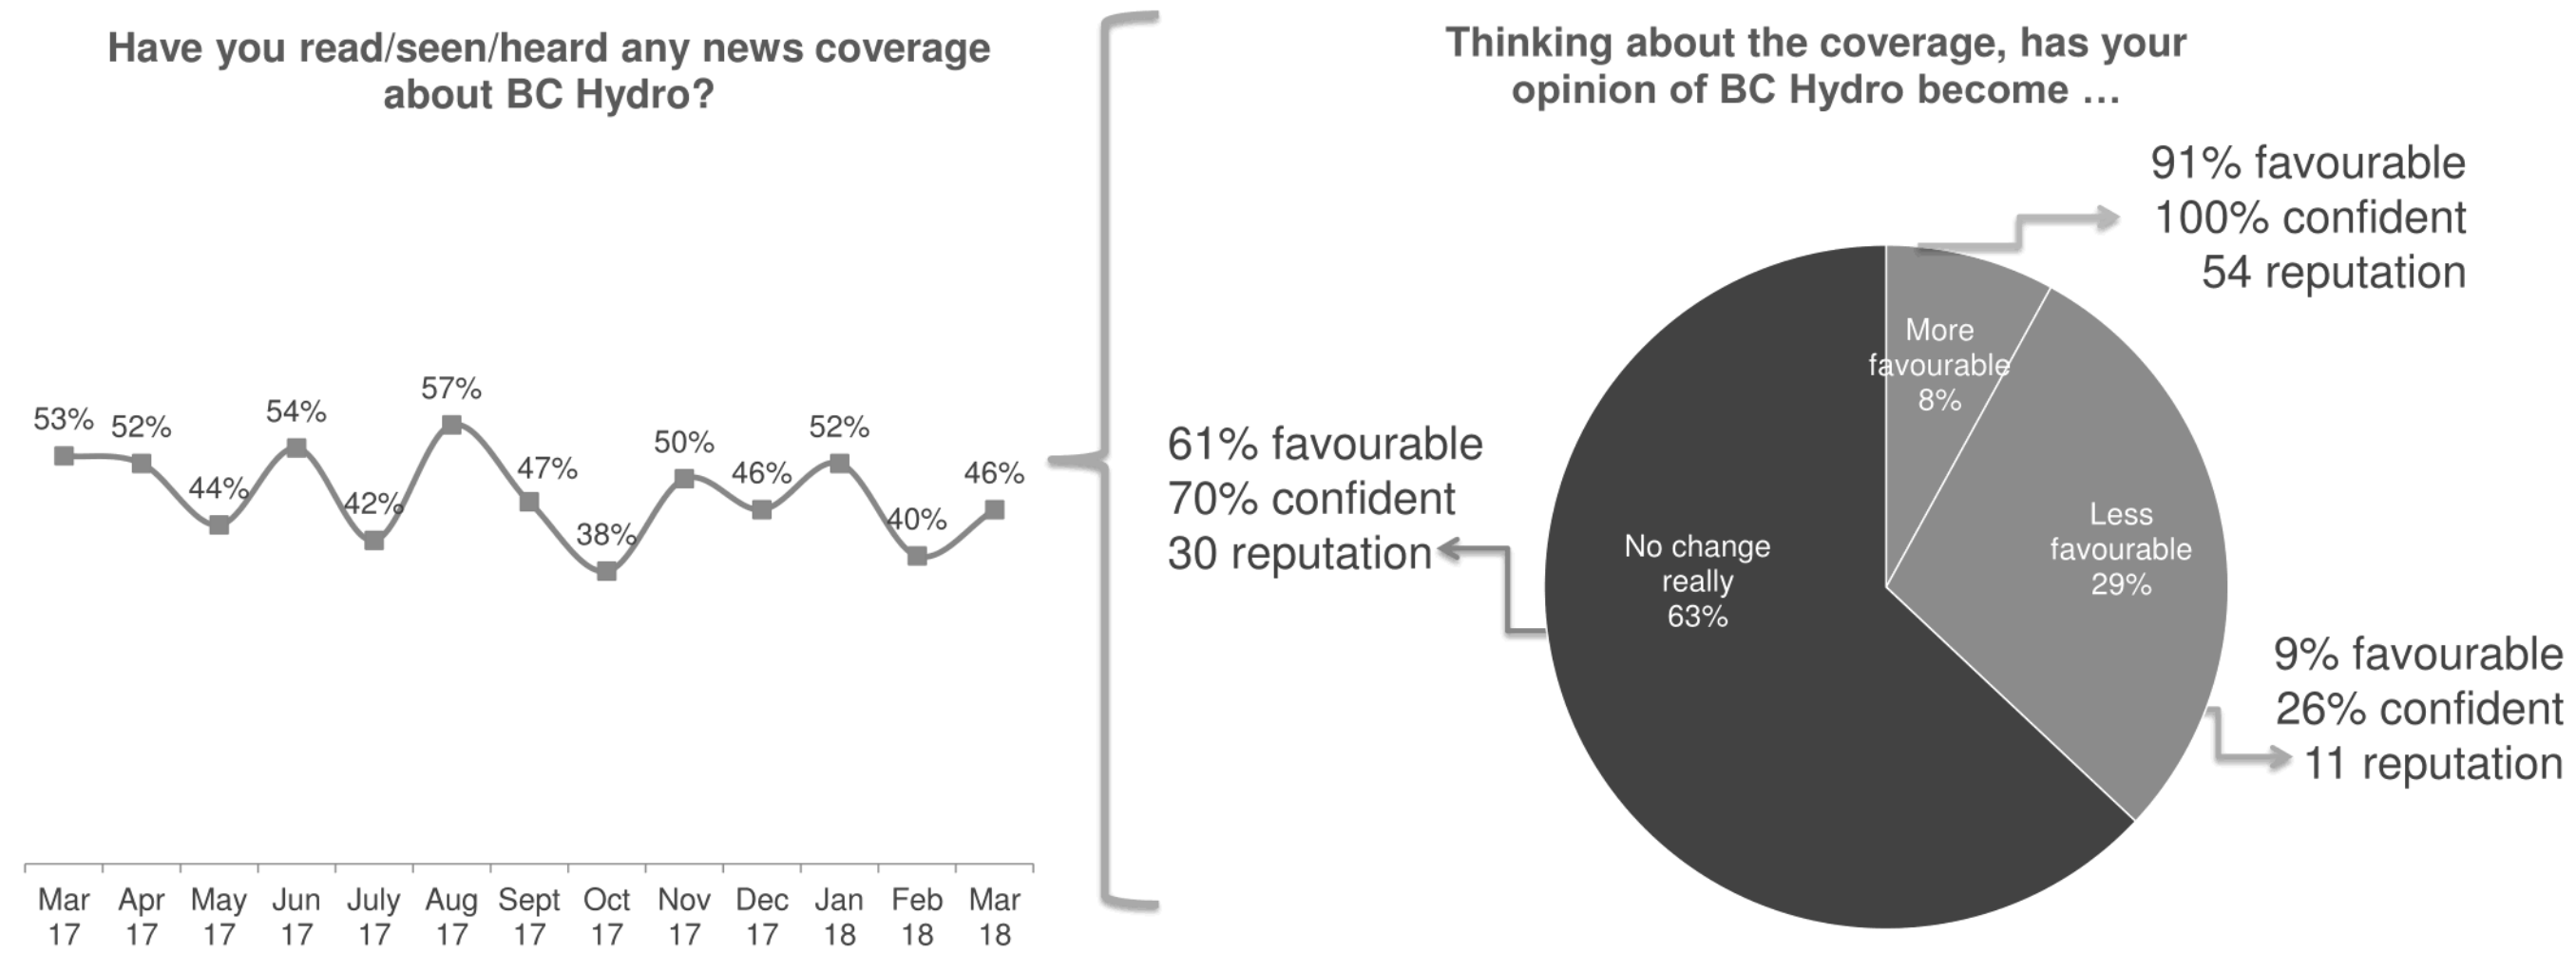 Have you read/seen/heard any news coverage
about BC Hydro?
53%
52%
44%
54%
42%
57%
47%
38%
50%
46%
52%
40%
46%
Mar
17
Apr
17
May
17
Jun
17
July
17
Aug
17
Sept
17
Oct
17
Nov
17
Dec
17
Jan
18
Feb
18
Mar
18
Thinking about the coverage, has your
opinion of BC Hydro become …
91% favourable
100% confident
54 reputation
More
favourable
8%
61% favourable
70% confident
30 reputation
No change
really
63%
Less
favourable
29%
9% favourable
26% confident
11 reputation